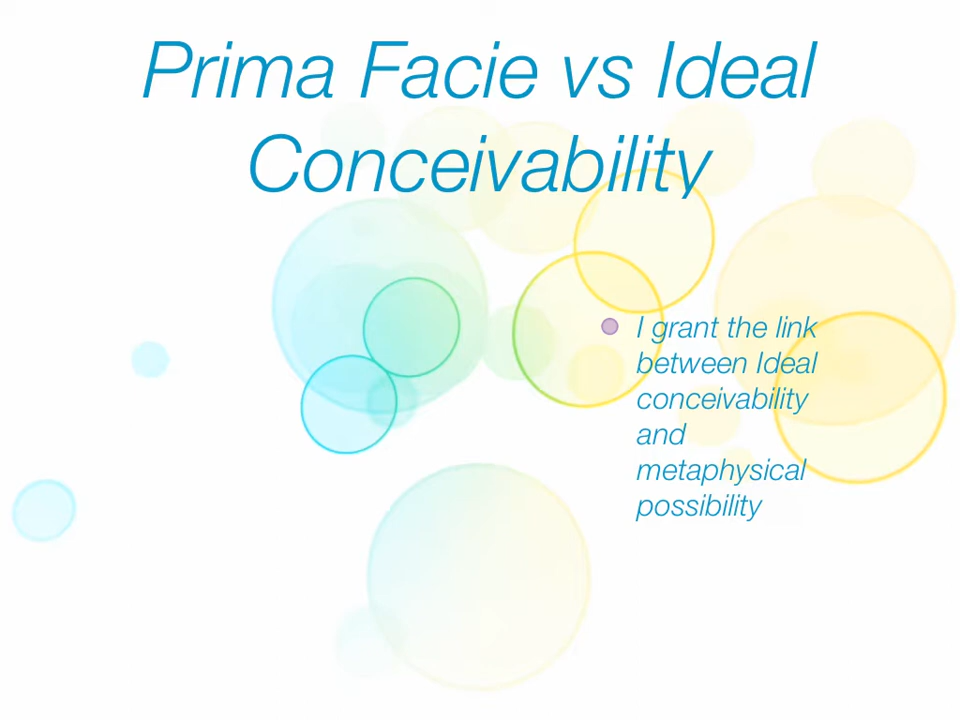 Prima Facie vs Ideal
Conceivability
I grant the link
between Ideal
conceivability
and
metaphysical
possibility